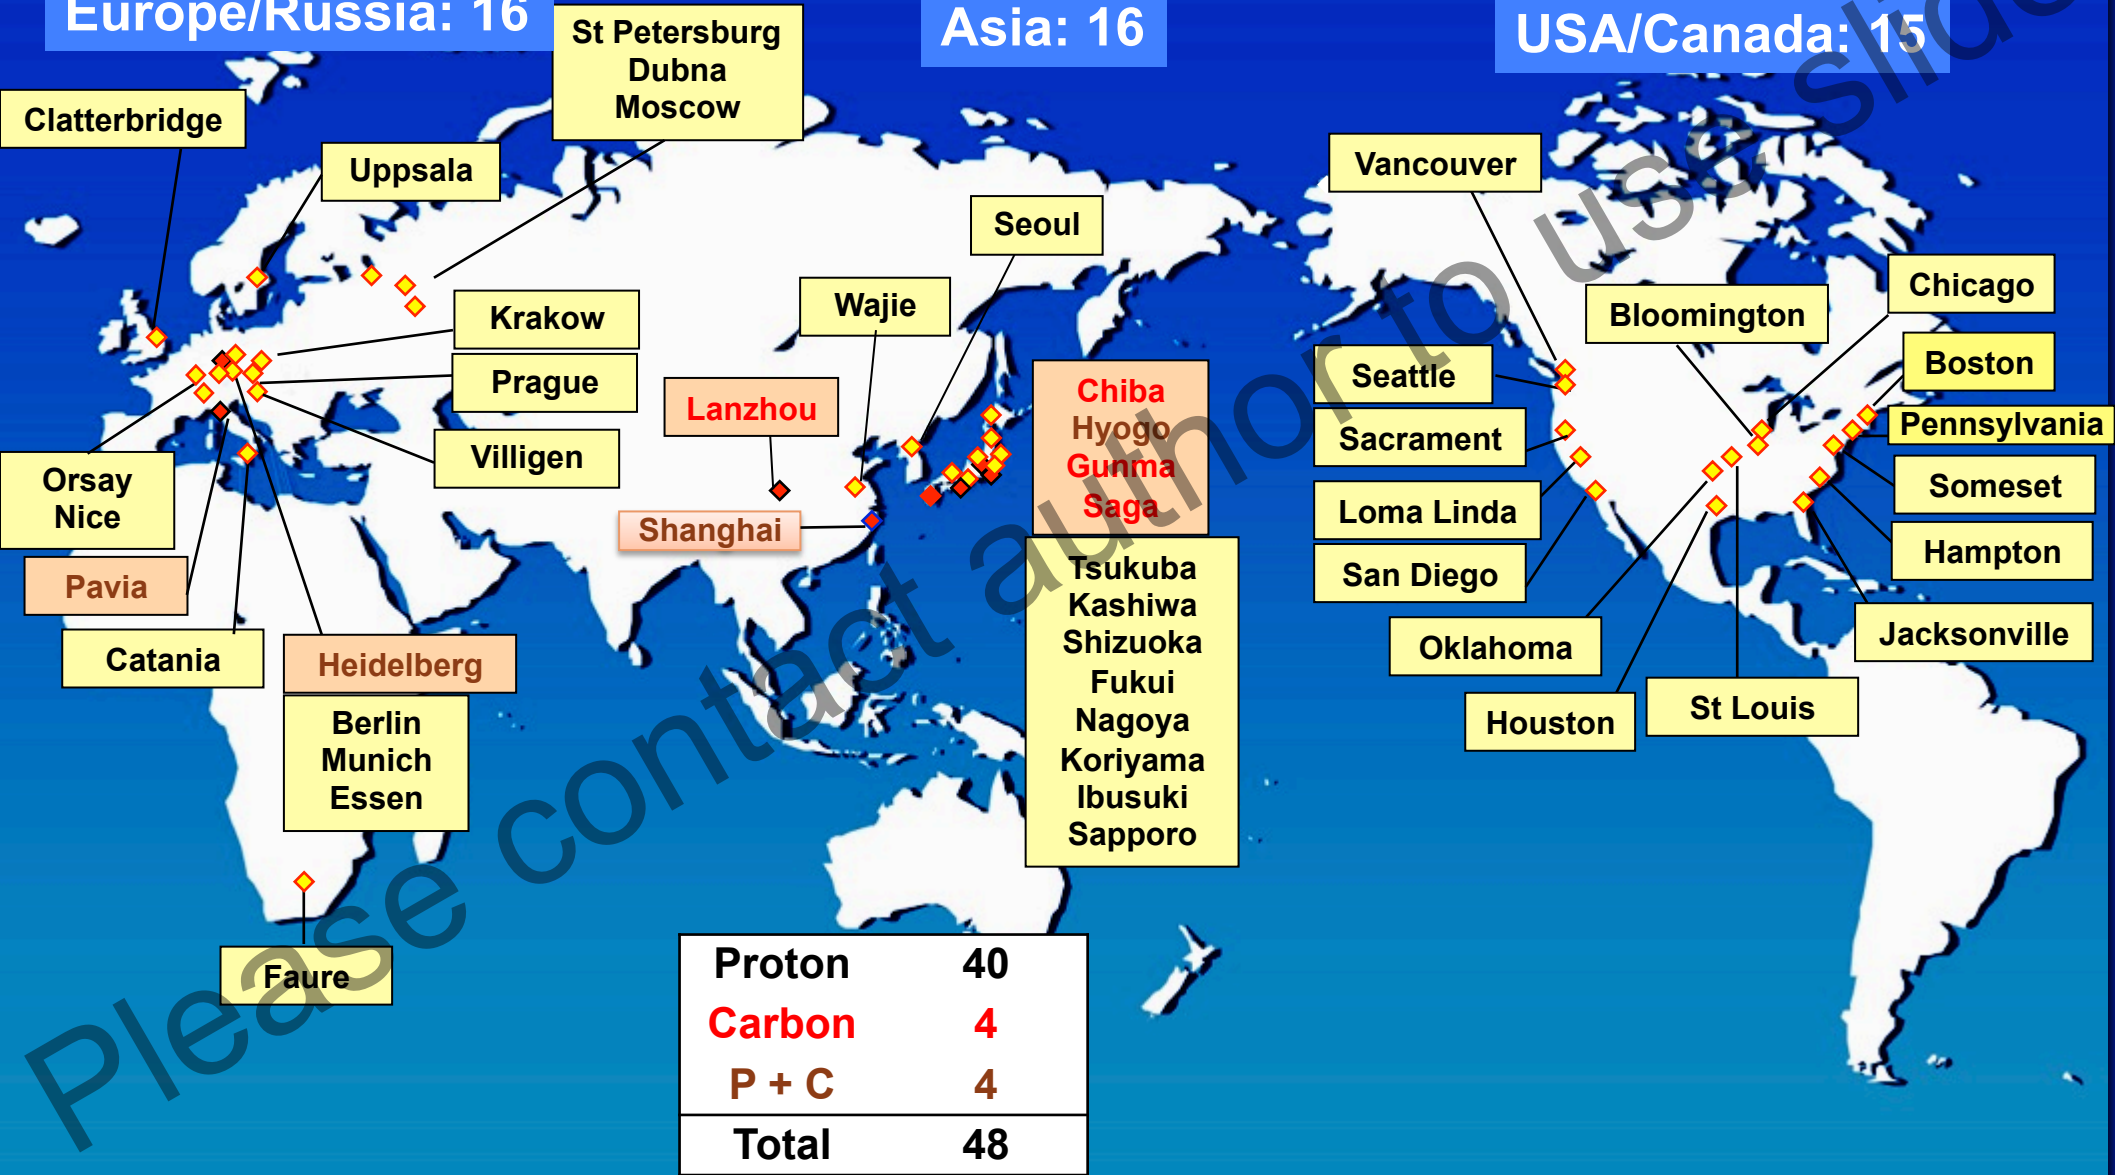 Europe/Russia: 16
Asia: 16
USA/Canada: 15
St Petersburg
Dubna
Moscow
Clatterbridge
Uppsala
Vancouver
Seoul
Wajie
Chicago
Bloomington
Krakow
Boston
Seattle
Prague
Lanzhou
Chiba
Hyogo
Gunma
Saga
Pennsylvania
Sacrament
Villigen
Orsay
Nice
Someset
Loma Linda
Shanghai
Hampton
San Diego
Pavia
Tsukuba
Kashiwa
Shizuoka
Fukui
Nagoya
Koriyama
Ibusuki
Sapporo
Jacksonville
Oklahoma
Catania
Heidelberg
Berlin
Munich
Essen
St Louis
Houston
Faure
Proton 40
Carbon 4
P + C 4
Total 48
Please contact author to use slide